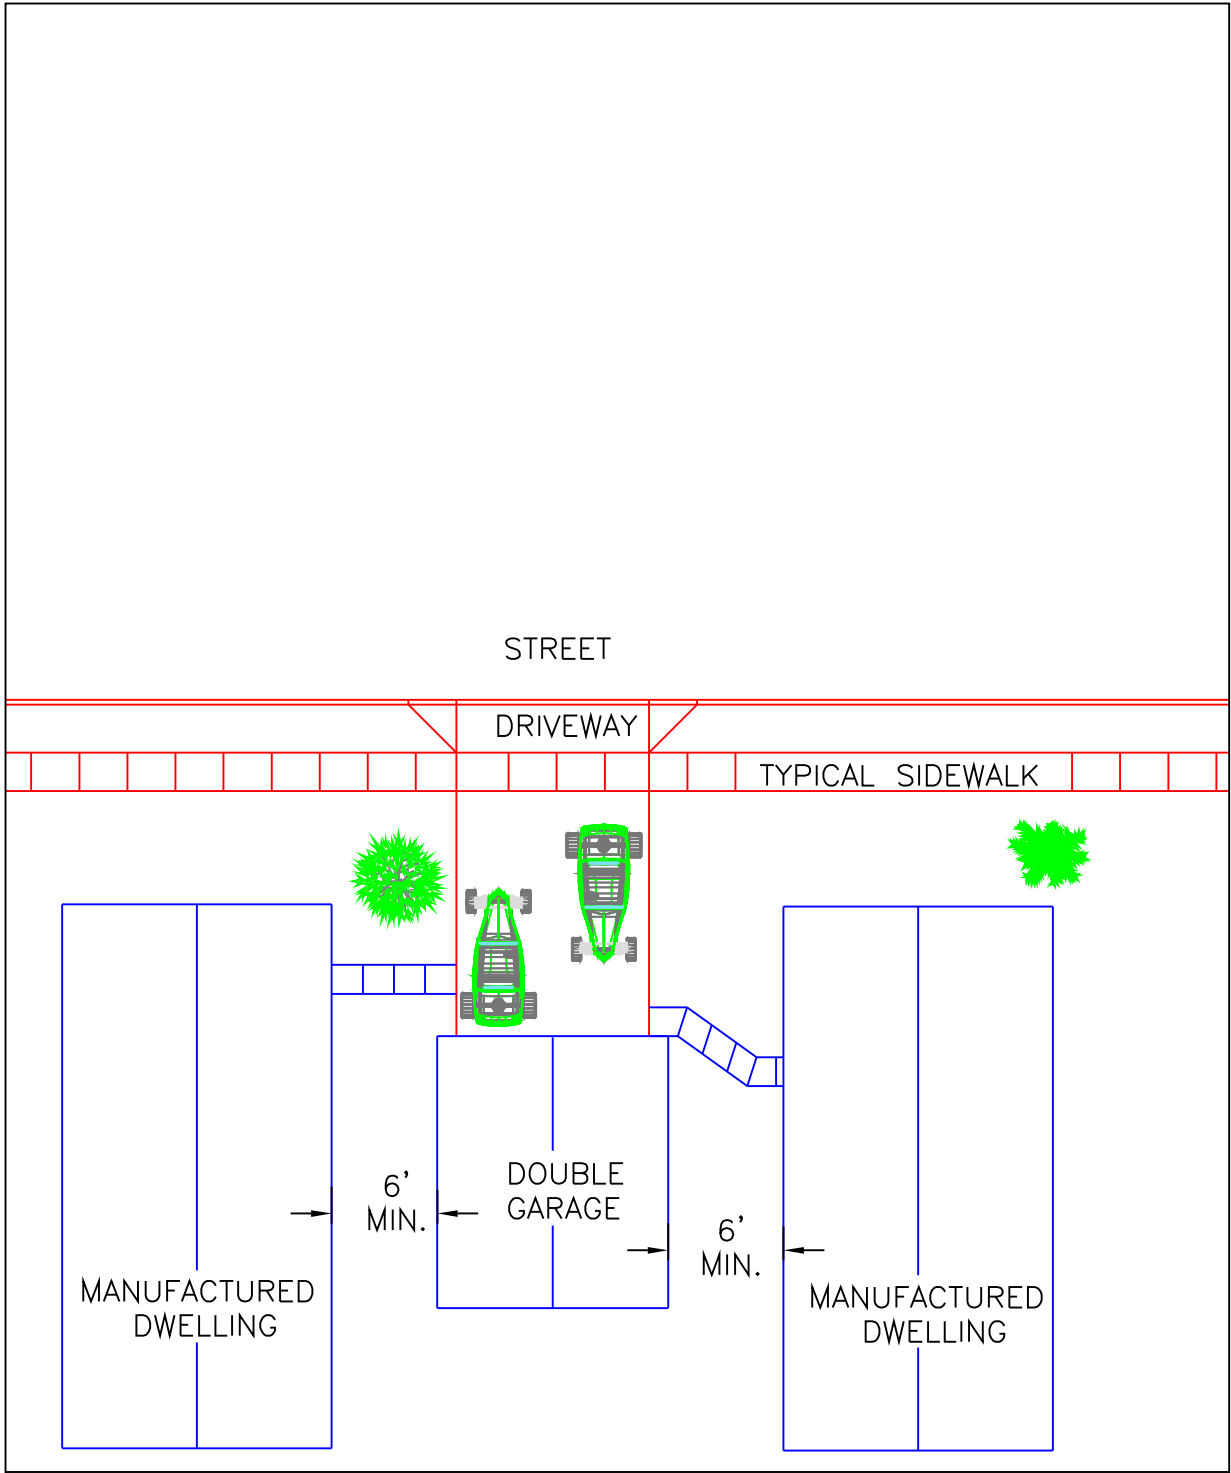 STREET
DRIVEWAY
TYPICAL SIDEWALK
DOUBLE
GARAGE
6'
MIN.
6'
MIN.
MANUFACTURED
DWELLING
MANUFACTURED
DWELLING